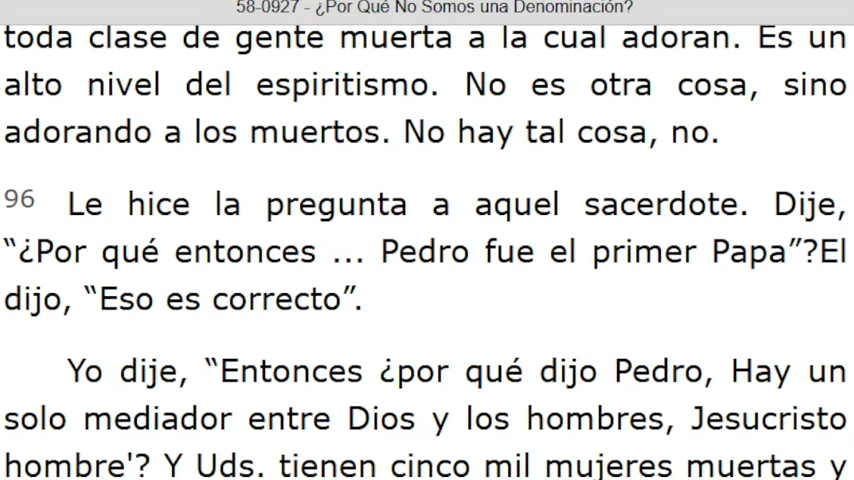 58-0927 - ¿Por Qué No Somos una Denominación?
toda clase de gente muerta a la cual adoran. Es un
alto nivel del espiritismo. No es otra cosa, sino
adorando a los muertos. No hay tal cosa, no.
96 Le hice la pregunta a aquel sacerdote. Dije,
“¿Por qué entonces ... Pedro fue el primer Papa”?El
dijo, “Eso es correcto”.
Yo dije, “Entonces ¿por qué dijo Pedro, Hay un
solo mediador entre Dios y los hombres, Jesucristo
hombre'? Y Uds. tienen cinco mil mujeres muertas y